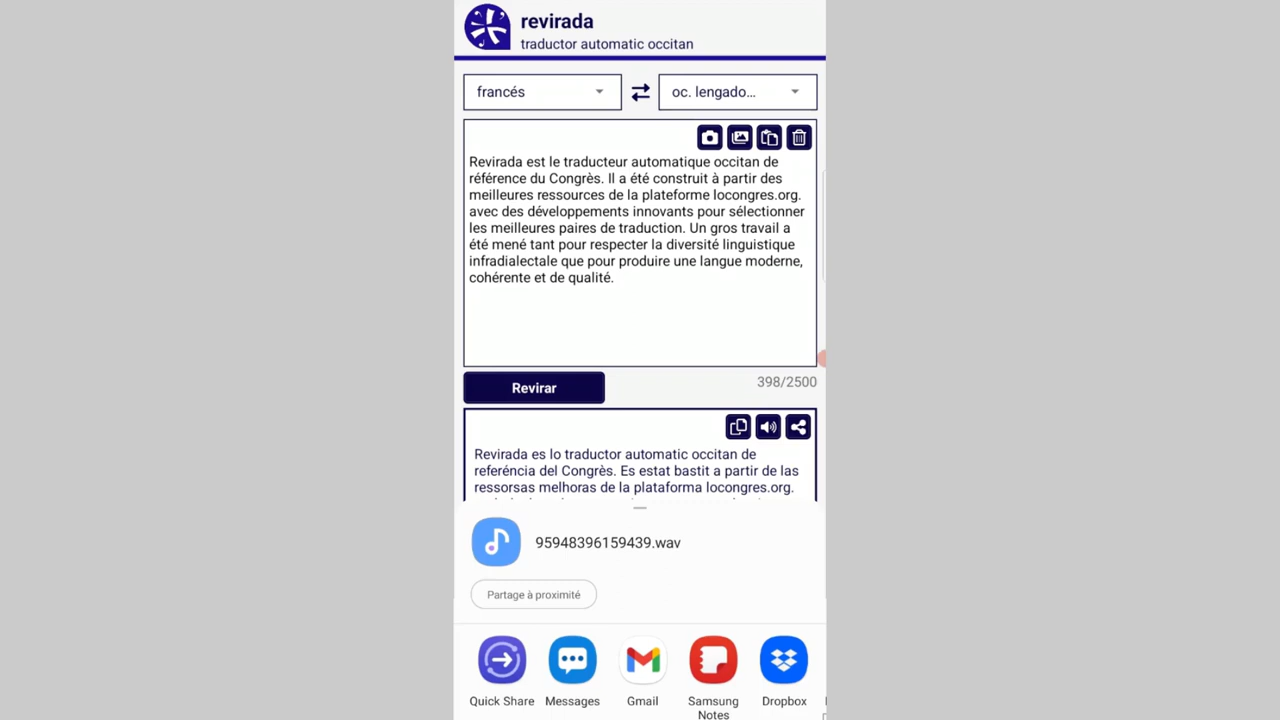 revirada
traductor automatic occitan
francés
oc. lengado...
Revirada est le traducteur automatique occitan de
référence du Congrès. Il a été construit à partir des
meilleures ressources de la plateforme locongres.org.
avec des développements innovants pour sélectionner
les meilleures paires de traduction. Un gros travail a
été mené tant pour respecter la diversité linguistique
infradialectale que pour produire une langue moderne,
cohérente et de qualité.
Revirar
398/2500
Revirada es lo traductor automatic occitan de
referéncia del Congrès. Es estat bastit a partir de las
ressorsas melhoras de la plataforma locongres.org.
95948396159439.wav
Partage à proximité
Quick Share
Messages
Gmail
Samsung
Notes
Dropbox